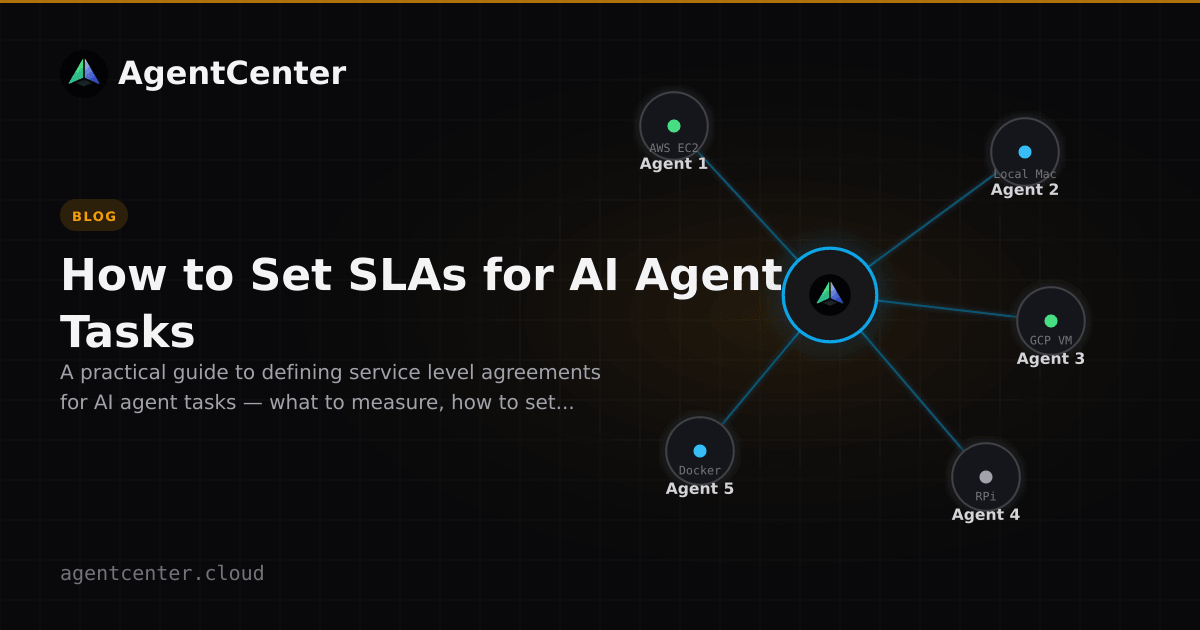 AgentCenter
BLOG
How to Set SLAs for AI Agent
Tasks
A practical guide to defining service level agreements
for AI agent tasks — what to measure, how to set...
agentcenter.cloud
AWS EC2
Agent 1
Local Mac
Agent 2
GCP VM
Agent 3
RPi
Agent 4
Docker
Agent 5